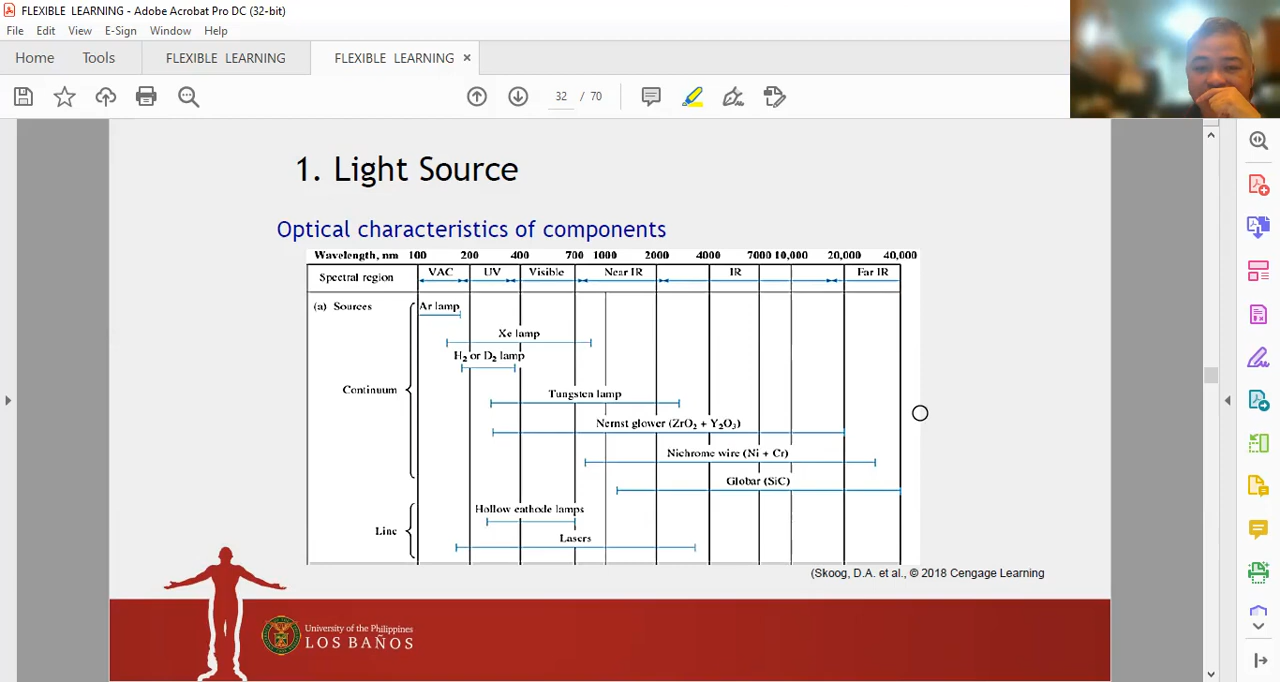 FLEXIBLE LEARNING - Adobe Acrobat Pro DC (32-bit)
File Edit View E-Sign Window Help
Home Tools FLEXIBLE LEARNING FLEXIBLE LEARNING ×
32 / 70
1. Light Source
Optical characteristics of components
Wavelength, nm 100 200 400 700 1000 2000 4000 7000 10,000 20,000 40,000
Spectral region VAC UV Visible Near IR IR Far IR
(a) Sources Ar lamp
Xe lamp
H2 or D2 lamp
Continuum
Tungsten lamp
Nernst glower (ZrO2 + Y2O3)
Nichrome wire (Ni + Cr)
Globar (SiC)
Hollow cathode lamps
Line
Lasers
(Skoog, D.A. et al., © 2018 Cengage Learning
University of the Philippines
LOS BAÑOS